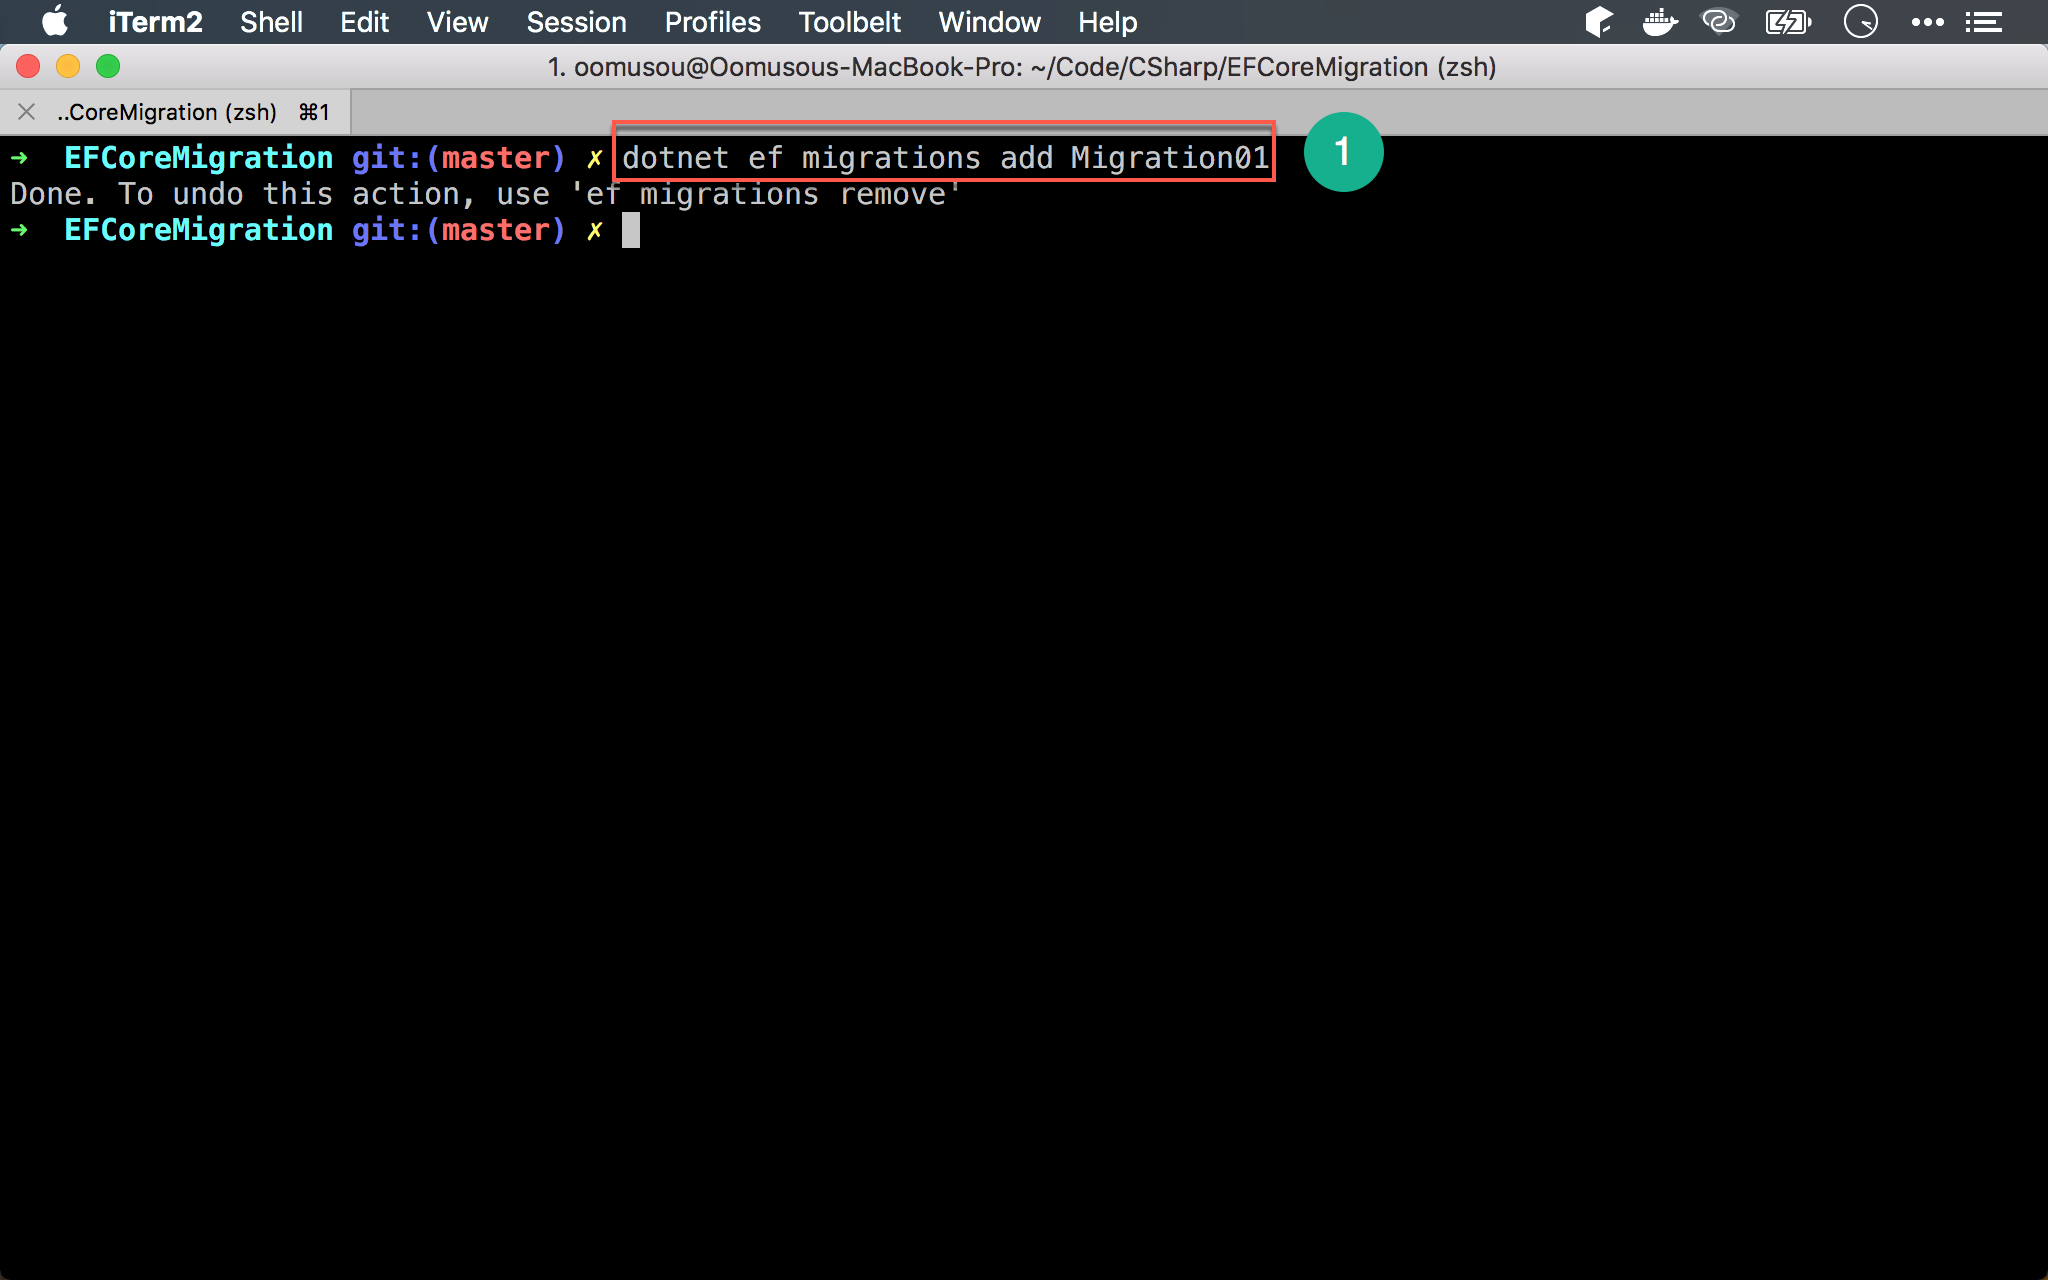 iTerm2 Shell Edit View Session Profiles Toolbelt Window Help
1. oomusou@Oomusous-MacBook-Pro: ~/Code/CSharp/EFCoreMigration (zsh)
..CoreMigration (zsh) ⌘1
➜ EFCoreMigration git:(master) ✗ dotnet ef migrations add Migration01
1
Done. To undo this action, use 'ef migrations remove'
➜ EFCoreMigration git:(master) ✗